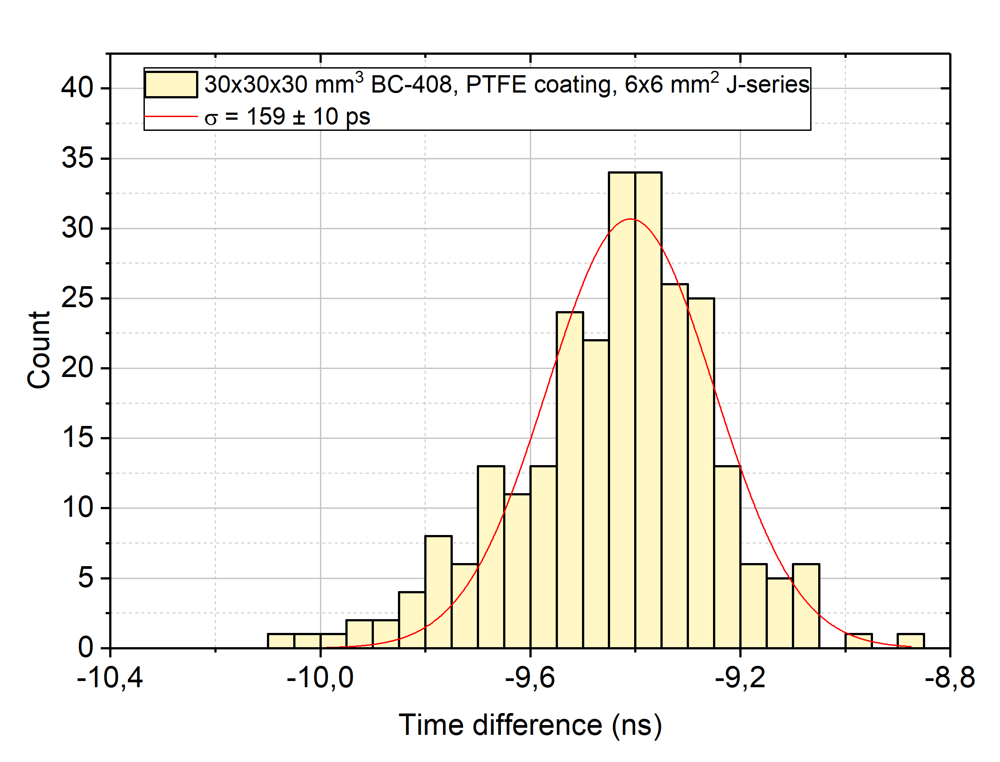 30x30x30 mm³ BC-408, PTFE coating, 6x6 mm² J-series
σ = 159 ± 10 ps
40
35
30
25
20
15
10
5
0
Count
-10,4 -10,0 -9,6 -9,2 -8,8
Time difference (ns)